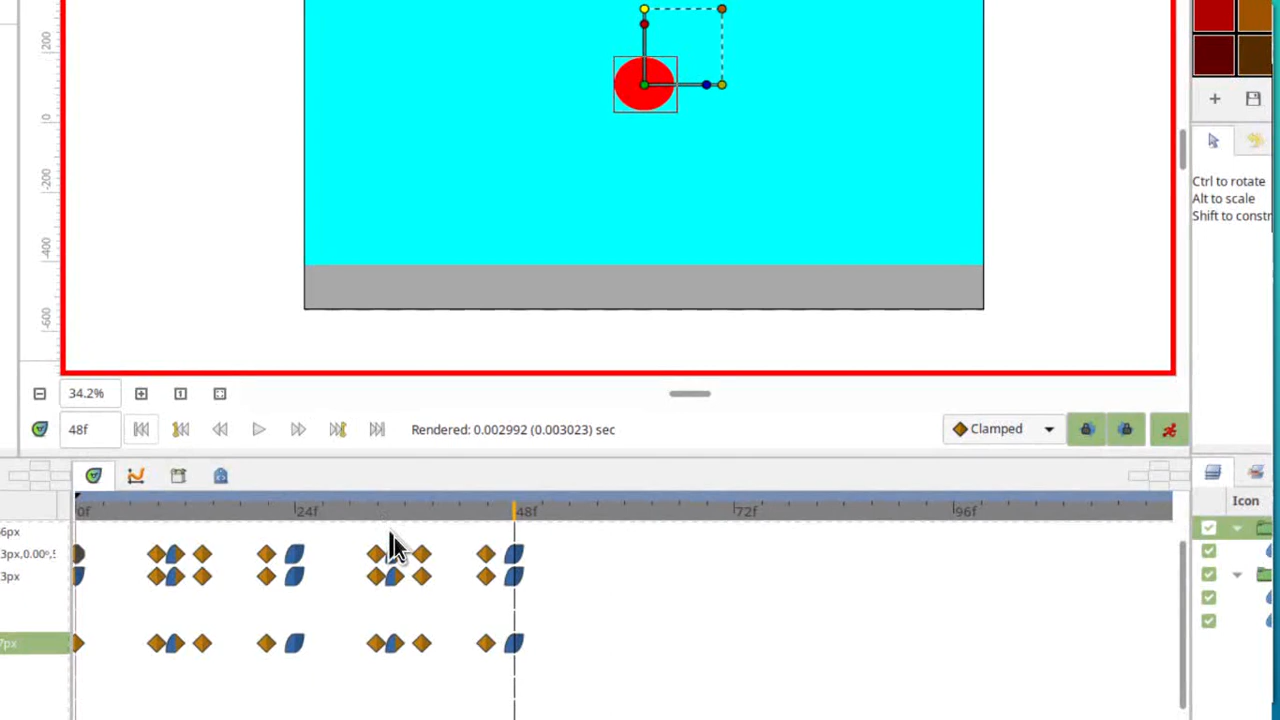 200
0
-200
-400
-600
Ctrl to rotate
Alt to scale
Shift to constr
34.2%
48f
Rendered: 0.002992 (0.003023) sec
Clamped
0f
24f
48f
72f
96f
Icon
6px
3px,0.00°,
3px
7px